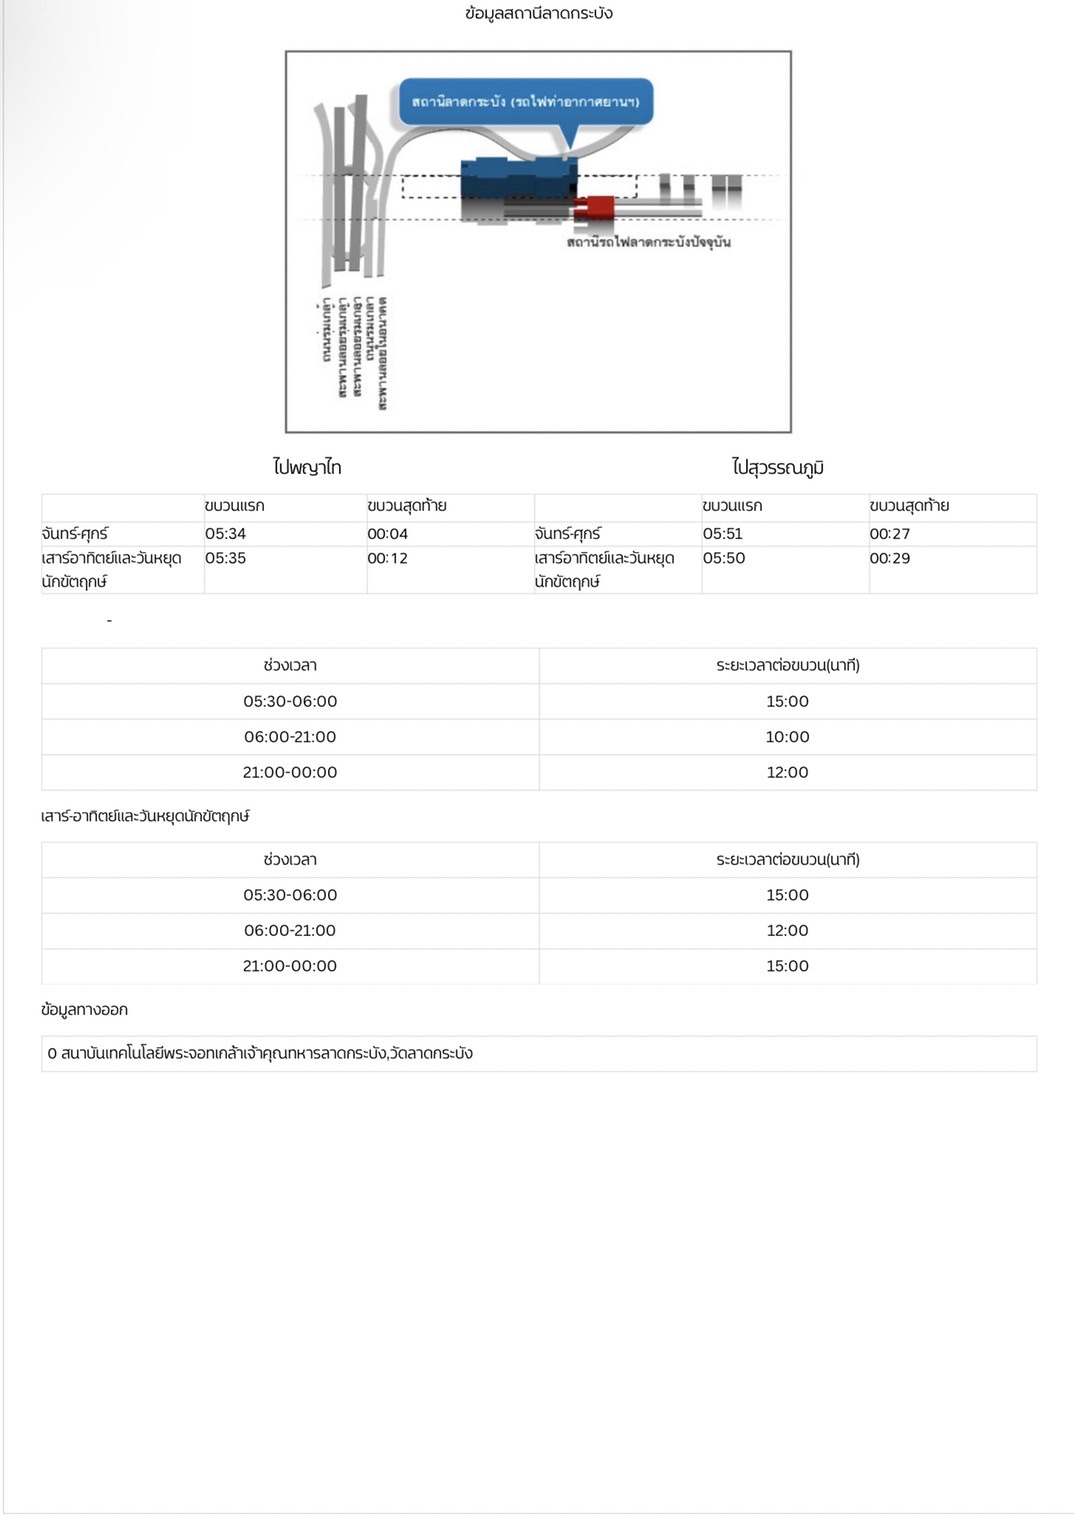 ข้อมูลสถานีลาดกระบัง
สถานีลาดกระบัง (รถไฟท่าอากาศยานฯ)
สถานีรถไฟลาดกระบังปัจจุบัน
ไปพญาไท
ไปสุวรรณภูมิ
ขบวนแรก ขบวนสุดท้าย ขบวนแรก ขบวนสุดท้าย
จันทร์-ศุกร์ 05:34 00:04 จันทร์-ศุกร์ 05:51 00:27
เสาร์อาทิตย์และวันหยุด 05:35 00:12 เสาร์อาทิตย์และวันหยุด 05:50 00:29
นักขัตฤกษ์ นักขัตฤกษ์
-
ช่วงเวลา ระยะเวลาต่อขบวน(นาที)
05:30-06:00 15:00
06:00-21:00 10:00
21:00-00:00 12:00
เสาร์-อาทิตย์และวันหยุดนักขัตฤกษ์
ช่วงเวลา ระยะเวลาต่อขบวน(นาที)
05:30-06:00 15:00
06:00-21:00 12:00
21:00-00:00 15:00
ข้อมูลทางออก
0 สนาบันเทคโนโลยีพระจอทเกล้าเจ้าคุณทหารลาดกระบัง,วัดลาดกระบัง